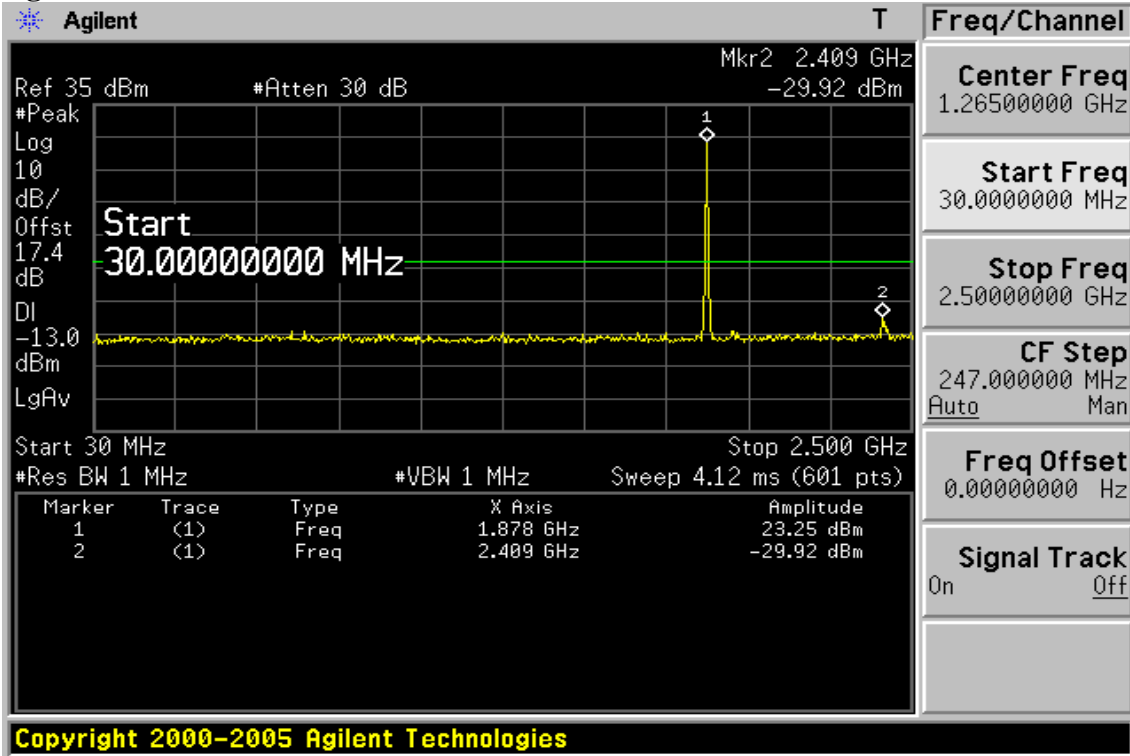 Agilent T Freq/Channel
Mkr2 2.409 GHz
Ref 35 dBm #Atten 30 dB -29.92 dBm
#Peak
Log
10
dB/
Offst
17.4
dB
DI
-13.0
dBm
LgAv
1
2
Start
30.00000000 MHz
Start 30 MHz Stop 2.500 GHz
#Res BW 1 MHz #VBW 1 MHz Sweep 4.12 ms (601 pts)
Marker Trace Type X Axis Amplitude
1 (1) Freq 1.878 GHz 23.25 dBm
2 (1) Freq 2.409 GHz -29.92 dBm
Center Freq
1.26500000 GHz
Start Freq
30.0000000 MHz
Stop Freq
2.50000000 GHz
CF Step
247.000000 MHz
Auto Man
Freq Offset
0.00000000 Hz
Signal Track
On Off
Copyright 2000-2005 Agilent Technologies